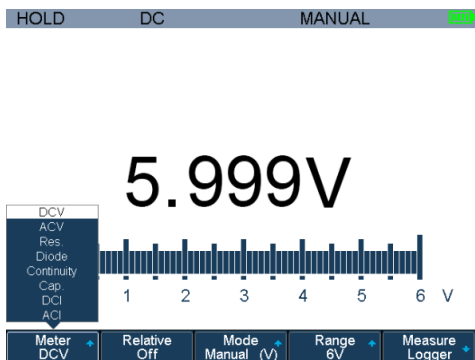 HOLD DC MANUAL
5.999V
DCV
ACV
Res.
Diode
Continuity
Cap.
DCI
ACI
1 2 3 4 5 6 V
Meter Relative Mode Range Measure
DCV Off Manual (V) 6V Logger